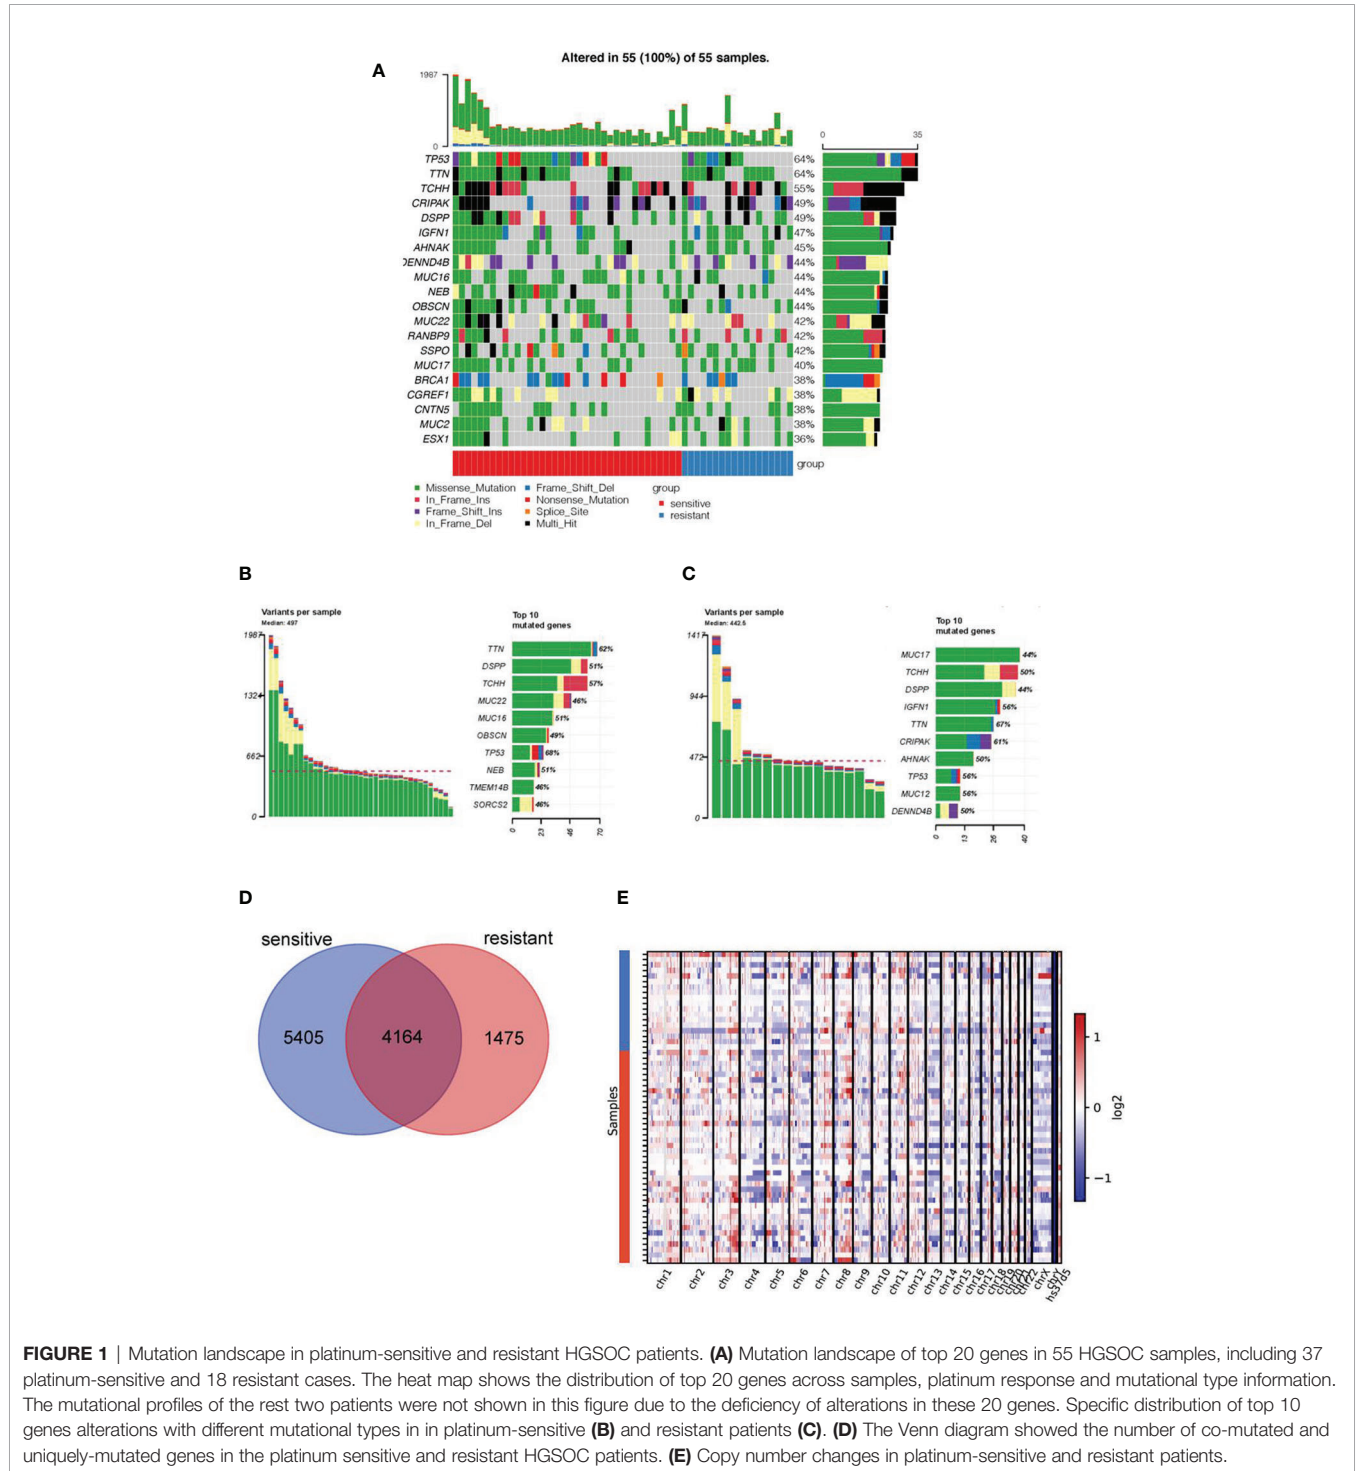 Altered in 55 (100%) of 55 samples.
A
1987
0
0 35
TP53 64%
TTN 64%
TCHH 55%
CRIPAK 49%
DSPP 49%
IGFN1 47%
AHNAK 45%
DENND4B 44%
MUC16 44%
NEB 44%
OBSCN 44%
MUC22 42%
RANBP9 42%
SSPO 42%
MUC17 40%
BRCA1 38%
CGREF1 38%
CNTN5 38%
MUC2 38%
ESX1 36%
group
Missense_Mutation Frame_Shift_Del group
In_Frame_Ins Nonsense_Mutation sensitive
Frame_Shift_Ins Splice_Site resistant
In_Frame_Del Multi_Hit
B
Variants per sample
Median: 497
1987
1324
662
0
Top 10
mutated genes
TTN 62%
DSPP 51%
TCHH 57%
MUC22 46%
MUC16 51%
OBSCN 49%
TP53 68%
NEB 51%
TMEM14B 46%
SORCS2 46%
0 23 46 70
C
Variants per sample
Median: 442.5
1417
944
472
0
Top 10
mutated genes
MUC17 44%
TCHH 50%
DSPP 44%
IGFN1 56%
TTN 67%
CRIPAK 61%
AHNAK 50%
TP53 56%
MUC12 56%
DENND4B 50%
0 13 26 40
D
sensitive resistant
5405 4164 1475
E
Samples
chr1 chr2 chr3 chr4 chr5 chr6 chr7 chr8 chr9 chr10 chr11 chr12 chr13 chr14 chr15 chr16 chr17 chr18 chr19 chr20 chr21 chr22 chrX chrY hs37d5
1
0
−1
log2
FIGURE 1 | Mutation landscape in platinum-sensitive and resistant HGSOC patients. (A) Mutation landscape of top 20 genes in 55 HGSOC samples, including 37
platinum-sensitive and 18 resistant cases. The heat map shows the distribution of top 20 genes across samples, platinum response and mutational type information.
The mutational profiles of the rest two patients were not shown in this figure due to the deficiency of alterations in these 20 genes. Specific distribution of top 10
genes alterations with different mutational types in in platinum-sensitive (B) and resistant patients (C). (D) The Venn diagram showed the number of co-mutated and
uniquely-mutated genes in the platinum sensitive and resistant HGSOC patients. (E) Copy number changes in platinum-sensitive and resistant patients.